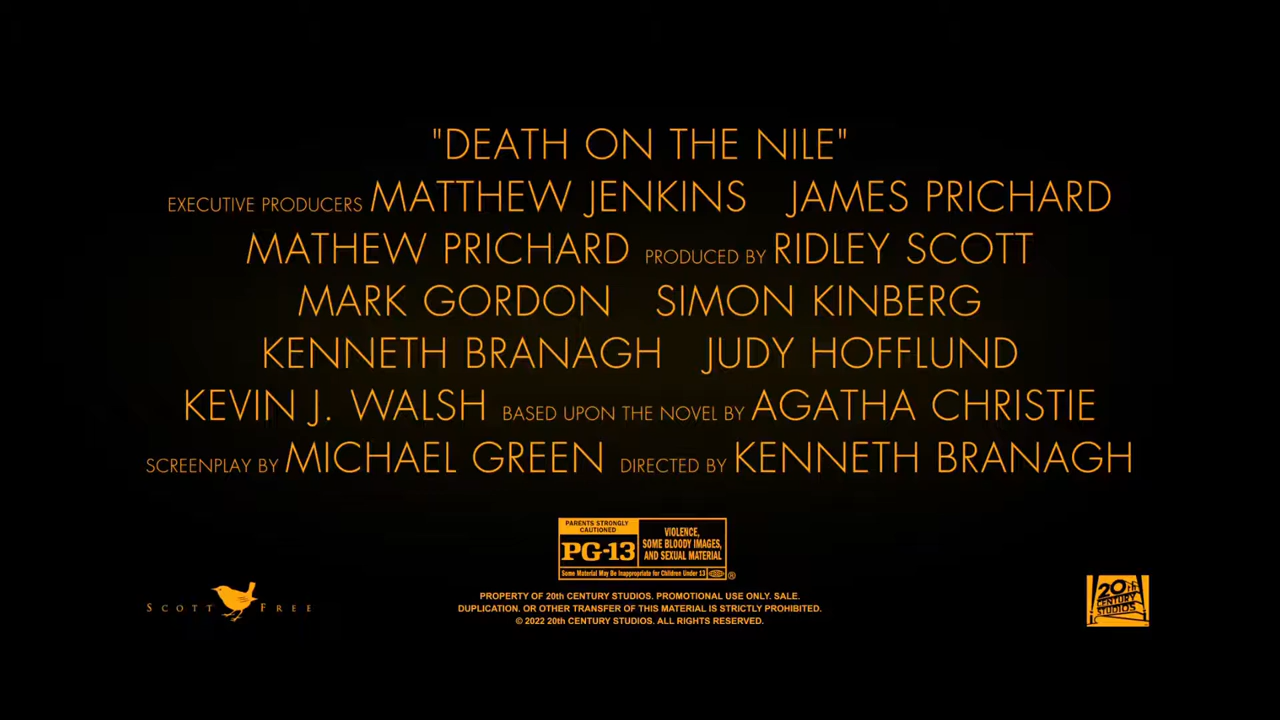 "DEATH ON THE NILE"
EXECUTIVE PRODUCERS MATTHEW JENKINS JAMES PRICHARD
MATHEW PRICHARD PRODUCED BY RIDLEY SCOTT
MARK GORDON SIMON KINBERG
KENNETH BRANAGH JUDY HOFFLUND
KEVIN J. WALSH BASED UPON THE NOVEL BY AGATHA CHRISTIE
SCREENPLAY BY MICHAEL GREEN DIRECTED BY KENNETH BRANAGH
PARENTS STRONGLY
CAUTIONED
PG-13
VIOLENCE,
SOME BLOODY IMAGES,
AND SEXUAL MATERIAL
Some Material May Be Inappropriate for Children Under 13
®
SCOTT FREE
PROPERTY OF 20th CENTURY STUDIOS. PROMOTIONAL USE ONLY. SALE.
DUPLICATION. OR OTHER TRANSFER OF THIS MATERIAL IS STRICTLY PROHIBITED.
© 2022 20th CENTURY STUDIOS. ALL RIGHTS RESERVED.
20th
CENTURY
STUDIOS